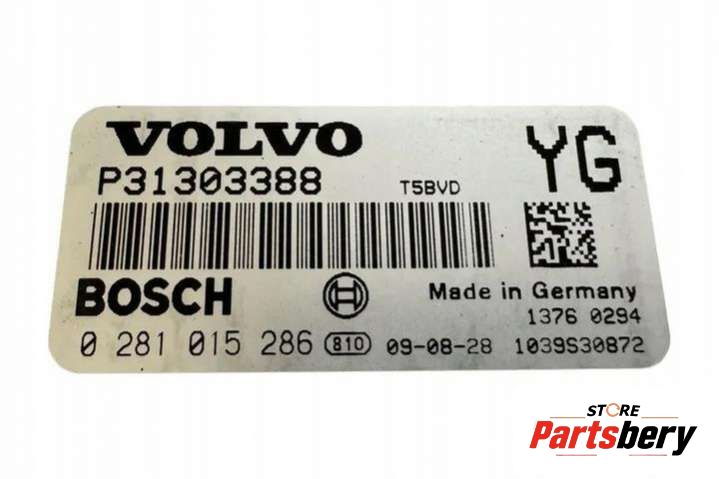 VOLVO
YG
P31303388 T5BVD
BOSCH
Made in Germany
1376 0294
0 281 015 286 810 09-08-28 1039S30872
STORE
Partsbery